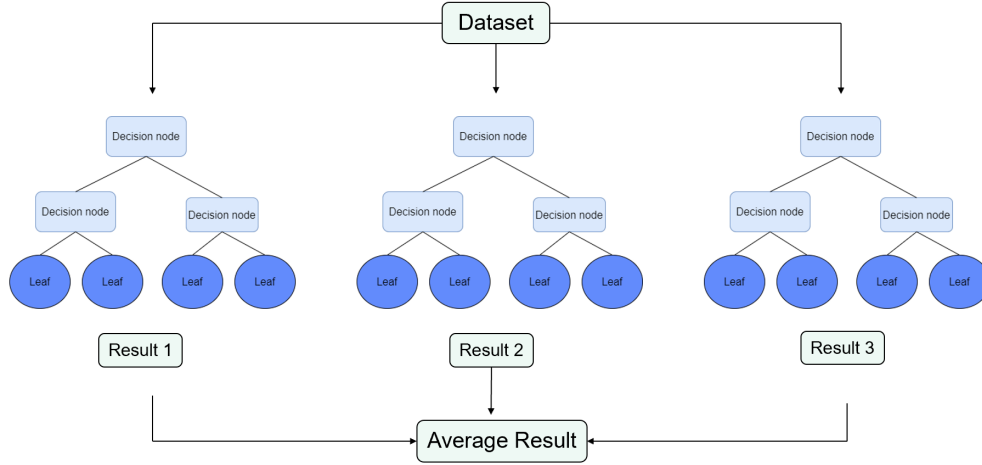 Dataset
Decision node
Decision node
Decision node
Decision node
Decision node
Decision node
Decision node
Decision node
Decision node
Leaf
Leaf
Leaf
Leaf
Leaf
Leaf
Leaf
Leaf
Leaf
Leaf
Leaf
Leaf
Result 1
Result 2
Result 3
Average Result